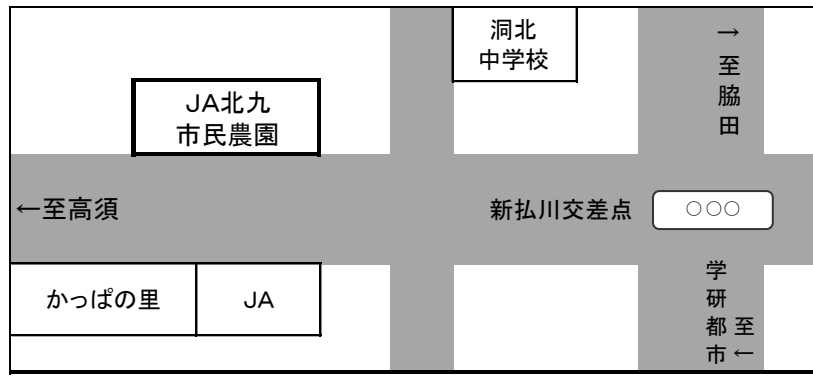 洞北
中学校
→
至脇田
JA北九
市民農園
←至高須
新払川交差点
○○○
かっぱの里
JA
至学研都市
←